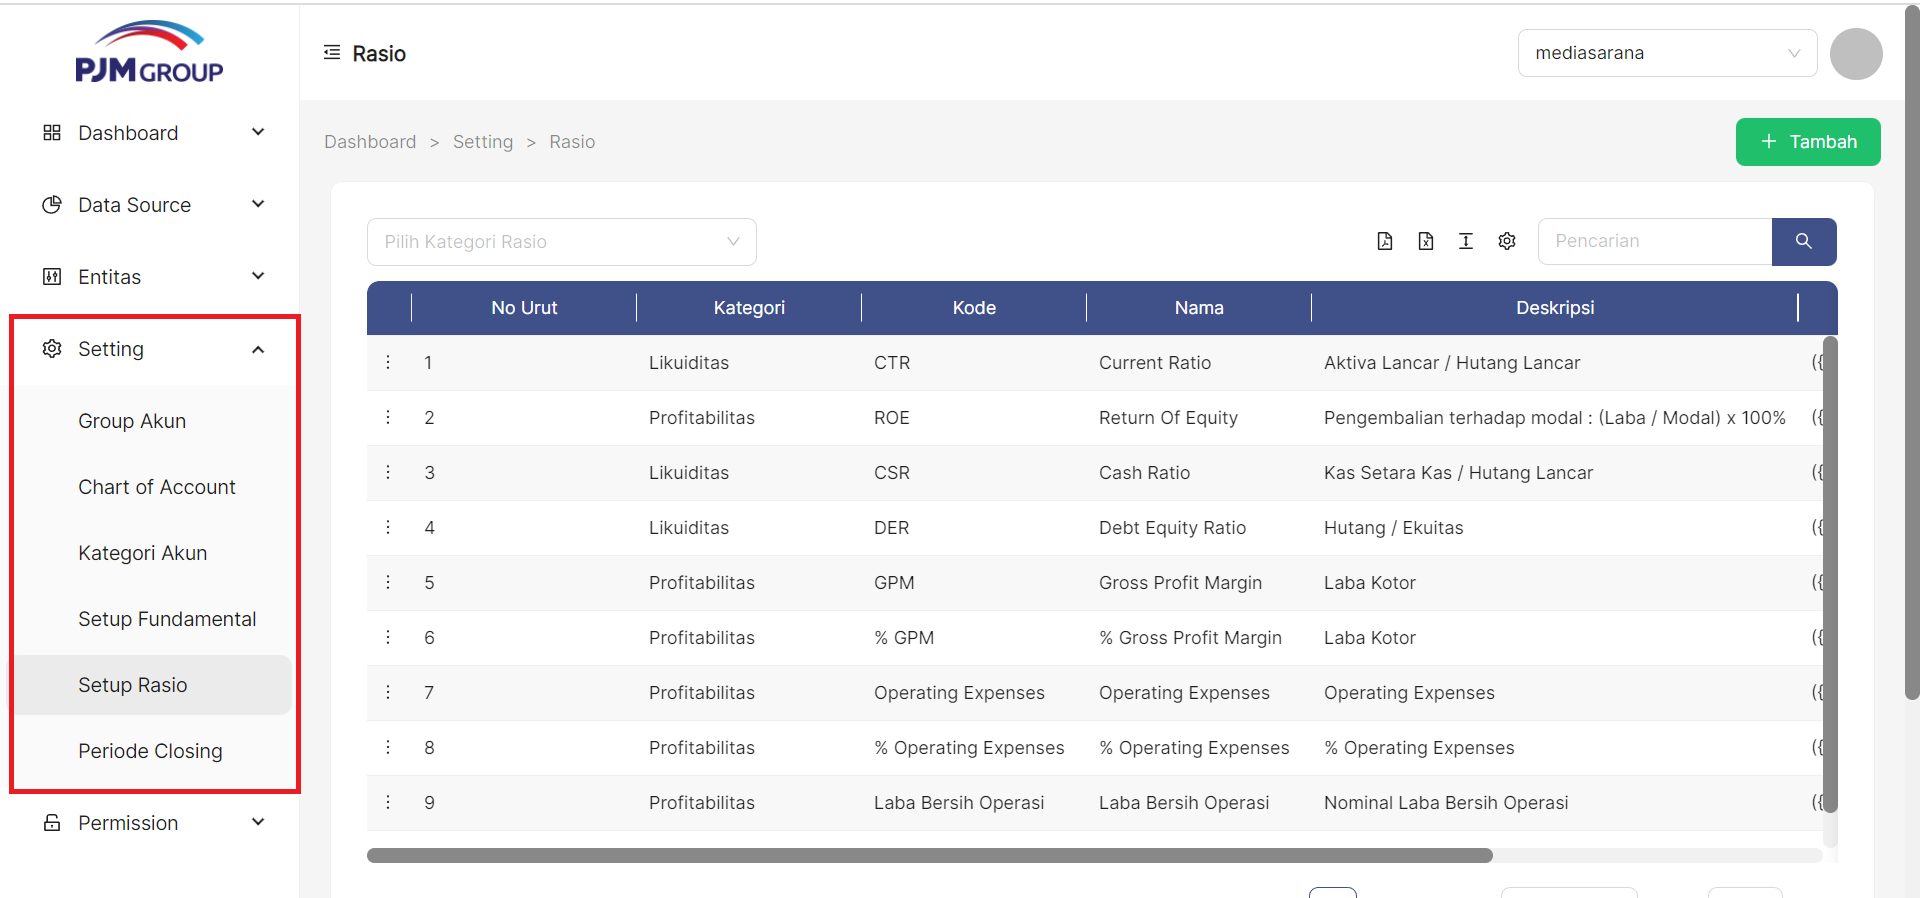 PJM GROUP
Rasio
mediasarana
Dashboard
Data Source
Entitas
Setting
Group Akun
Chart of Account
Kategori Akun
Setup Fundamental
Setup Rasio
Periode Closing
Permission
Dashboard > Setting > Rasio
+ Tambah
Pilih Kategori Rasio
Pencarian
No Urut Kategori Kode Nama Deskripsi
1 Likuiditas CTR Current Ratio Aktiva Lancar / Hutang Lancar ({
2 Profitabilitas ROE Return Of Equity Pengembalian terhadap modal : (Laba / Modal) x 100% ({
3 Likuiditas CSR Cash Ratio Kas Setara Kas / Hutang Lancar ({
4 Likuiditas DER Debt Equity Ratio Hutang / Ekuitas ({
5 Profitabilitas GPM Gross Profit Margin Laba Kotor ({
6 Profitabilitas % GPM % Gross Profit Margin Laba Kotor ({
7 Profitabilitas Operating Expenses Operating Expenses Operating Expenses ({
8 Profitabilitas % Operating Expenses % Operating Expenses % Operating Expenses ({
9 Profitabilitas Laba Bersih Operasi Laba Bersih Operasi Nominal Laba Bersih Operasi ({